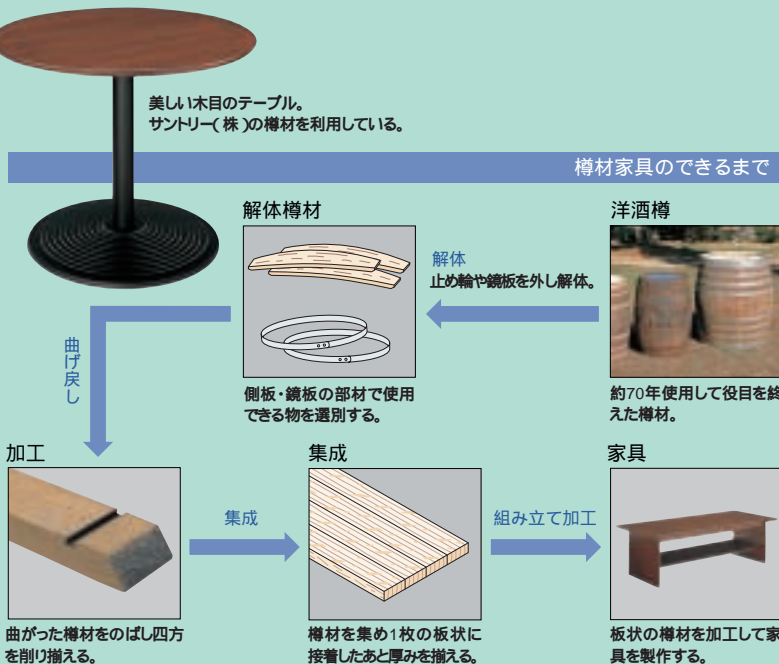 美しい木目のテーブル。
サントリー(株)の樽材を利用している。
樽材家具のできるまで
洋酒樽
約70年使用して役目を終
えた樽材。
解体
止め輪や鏡板を外し解体。
解体樽材
側板・鏡板の部材で使用
できる物を選別する。
曲げ戻し
加工
曲がった樽材をのばし四方
を削り揃える。
集成
集成
樽材を集め1枚の板状に
接着したあと厚みを揃える。
組み立て加工
家具
板状の樽材を加工して家
具を製作する。